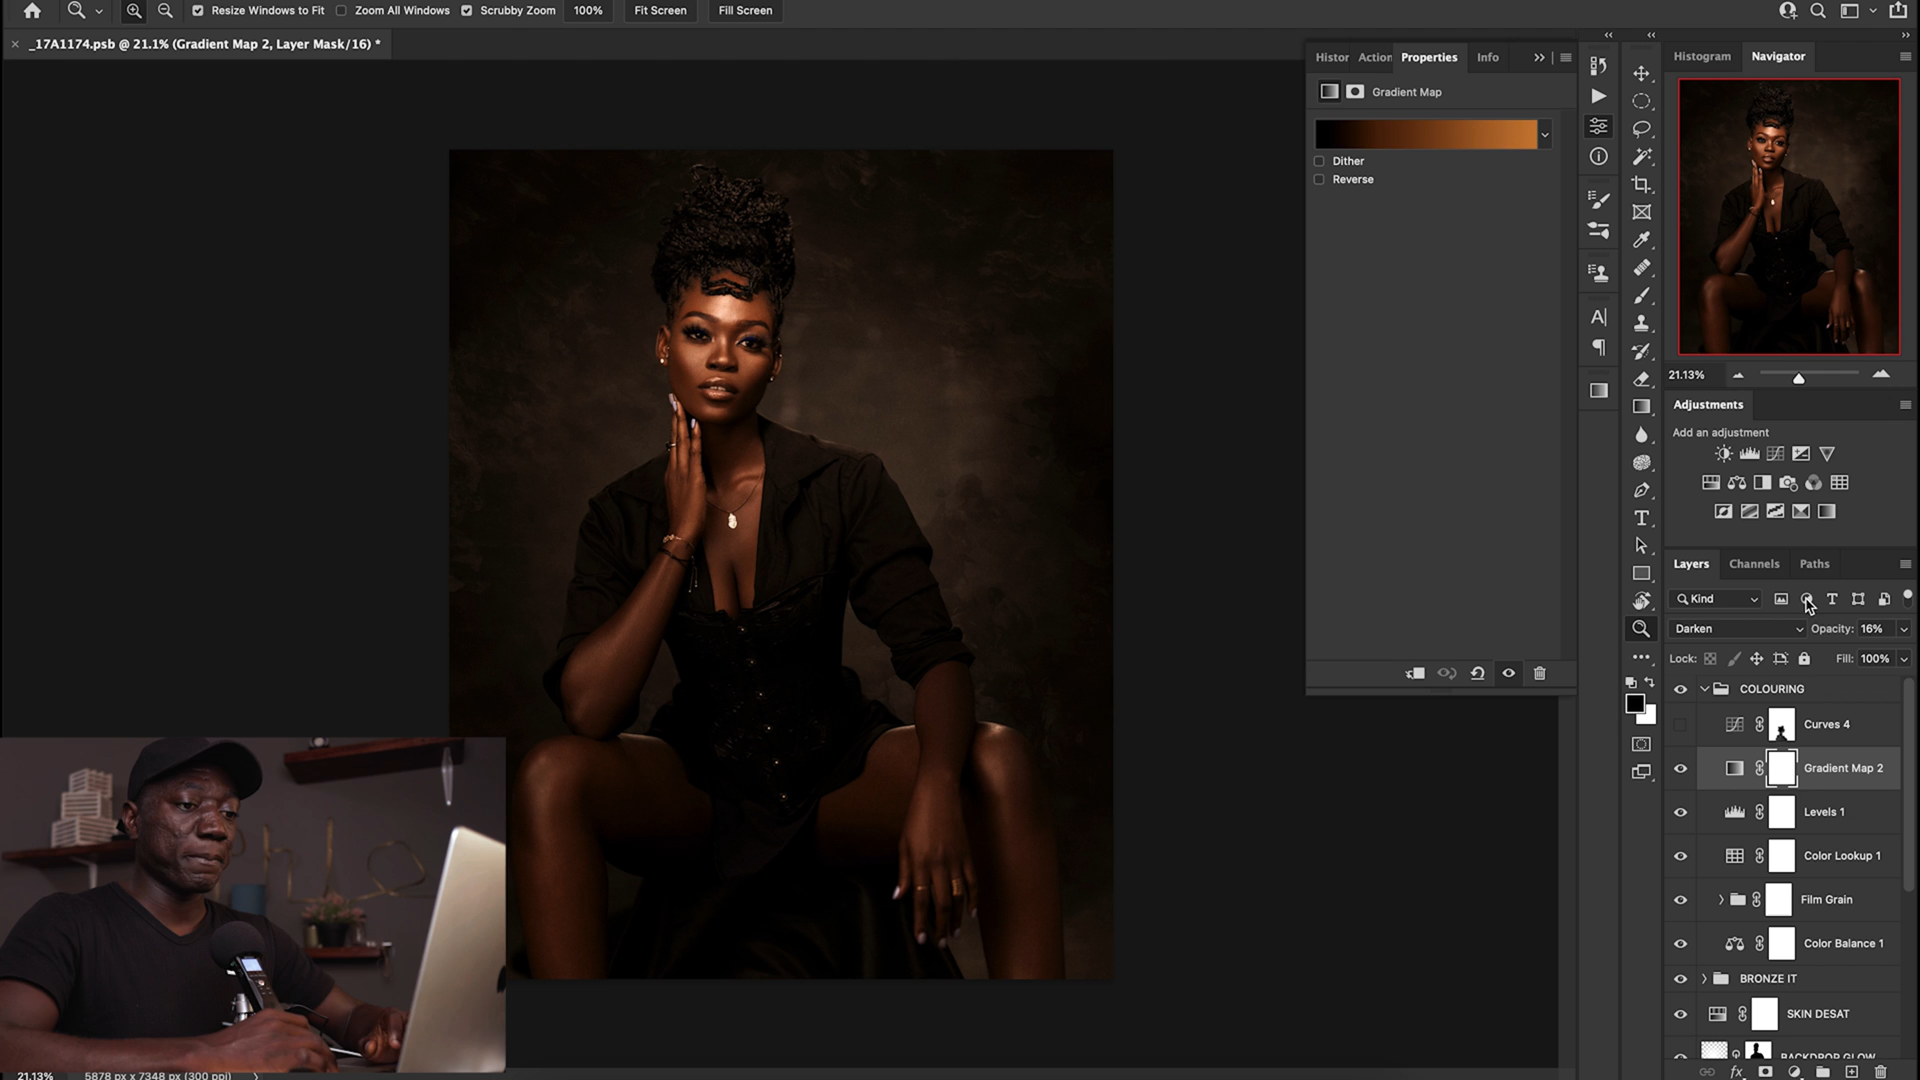 Resize Windows to Fit Zoom All Windows Scrubby Zoom 100% Fit Screen Fill Screen
× _17A1174.psb @ 21.1% (Gradient Map 2, Layer Mask/16) *
Histor Action Properties Info
Gradient Map
Dither
Reverse
Histogram Navigator
21.13%
Adjustments
Add an adjustment
Layers Channels Paths
Kind
Darken Opacity: 16%
Lock: Fill: 100%
COLOURING
Curves 4
Gradient Map 2
Levels 1
Color Lookup 1
Film Grain
Color Balance 1
BRONZE IT
SKIN DESAT
BACKDROP GLOW
21.13% 5878 px x 7348 px (300 ppi)